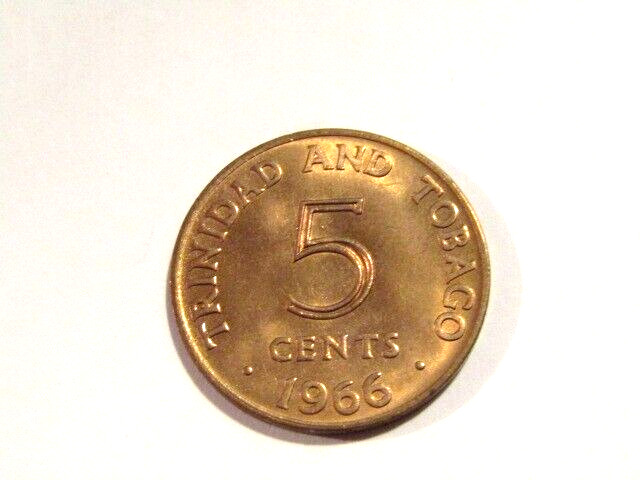 TRINIDAD AND TOBAGO
5
CENTS
· 1966 ·